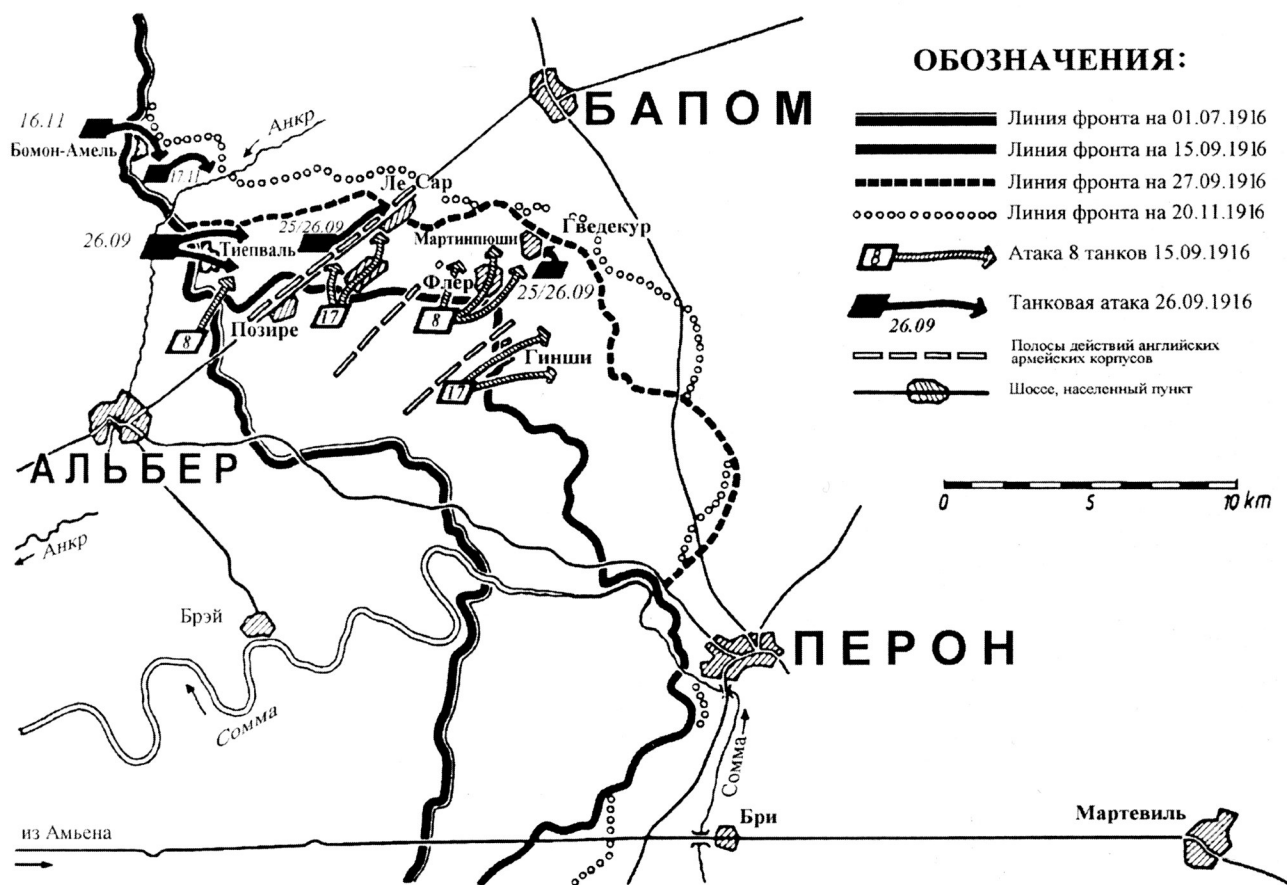 ОБОЗНАЧЕНИЯ:
Линия фронта на 01.07.1916
Линия фронта на 15.09.1916
Линия фронта на 27.09.1916
Линия фронта на 20.11.1916
8
Атака 8 танков 15.09.1916
Танковая атака 26.09.1916
26.09
Полосы действий английских
армейских корпусов
Шоссе, населенный пункт
0 5 10 km
БАПОМ
16.11
Анкр
Бомон-Амель
17.11
Ле Сар
25/26.09
Гведекур
26.09
Тиепваль
Мартинпюши
Флёр
25/26.09
Позире
17
8
8
Гинши
17
АЛЬБЕР
Анкр
Брэй
ПЕРОН
Сомма
Сомма
Бри
Мартевиль
из Амьена